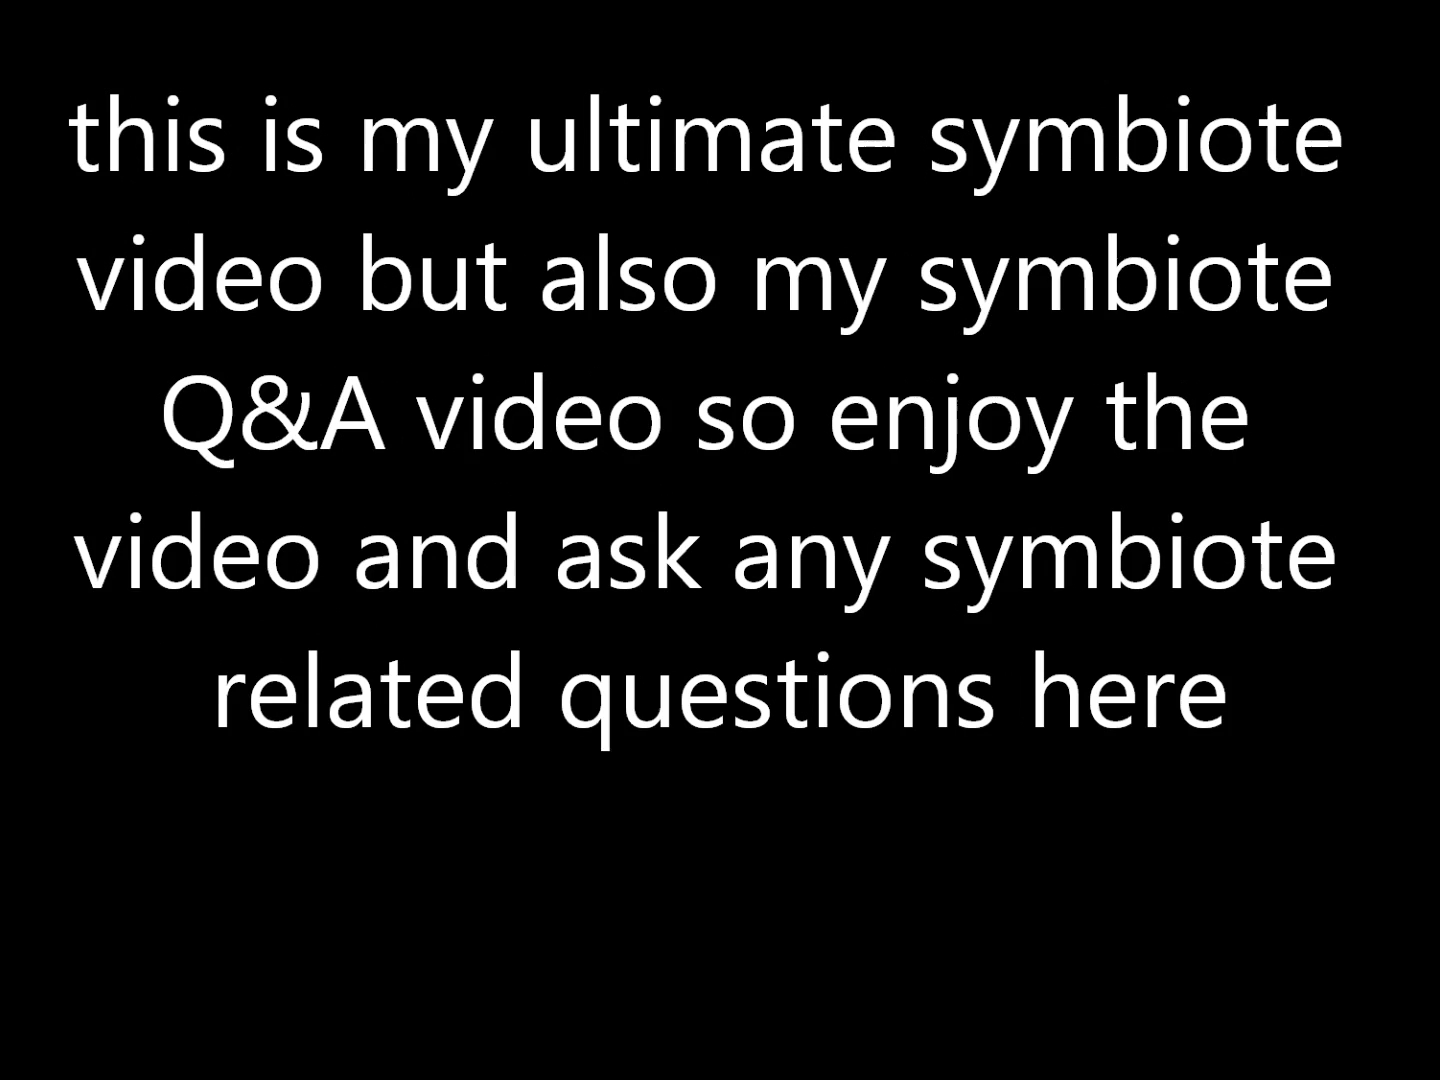 this is my ultimate symbiote
video but also my symbiote
Q&A video so enjoy the
video and ask any symbiote
related questions here